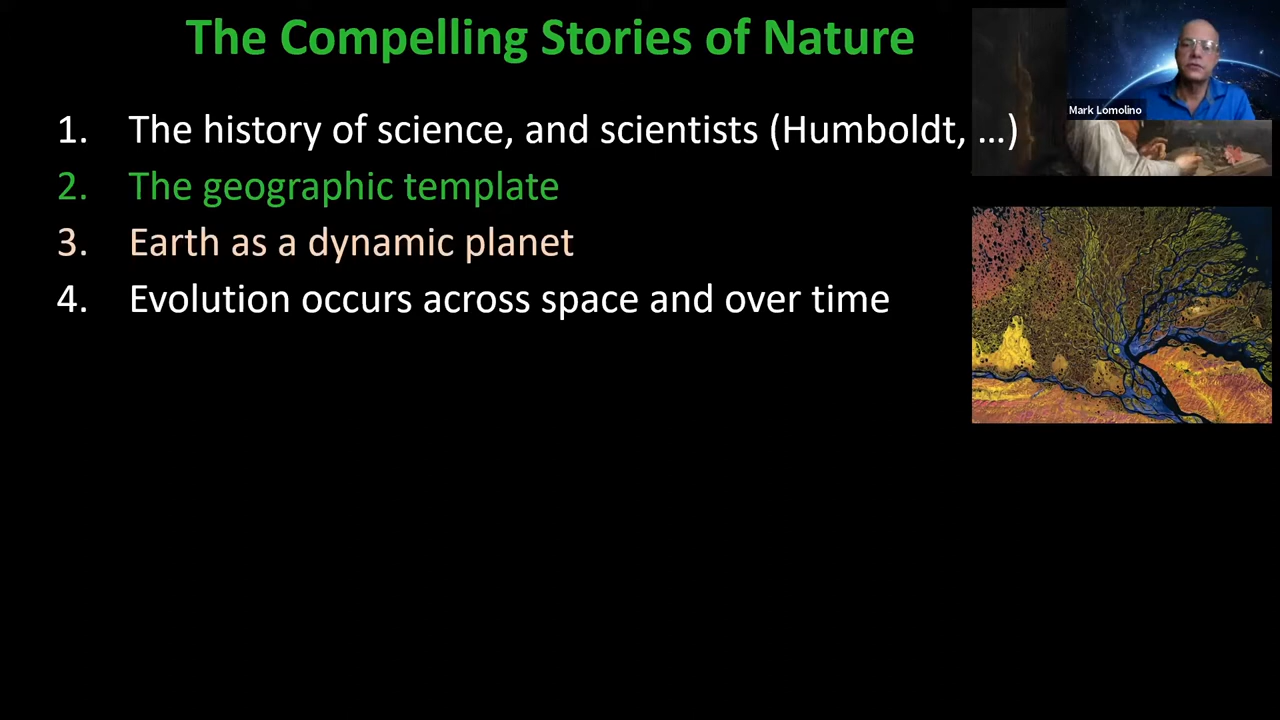 The Compelling Stories of Nature
1. The history of science, and scientists (Humboldt, ...)
2. The geographic template
3. Earth as a dynamic planet
4. Evolution occurs across space and over time
Mark Lomolino